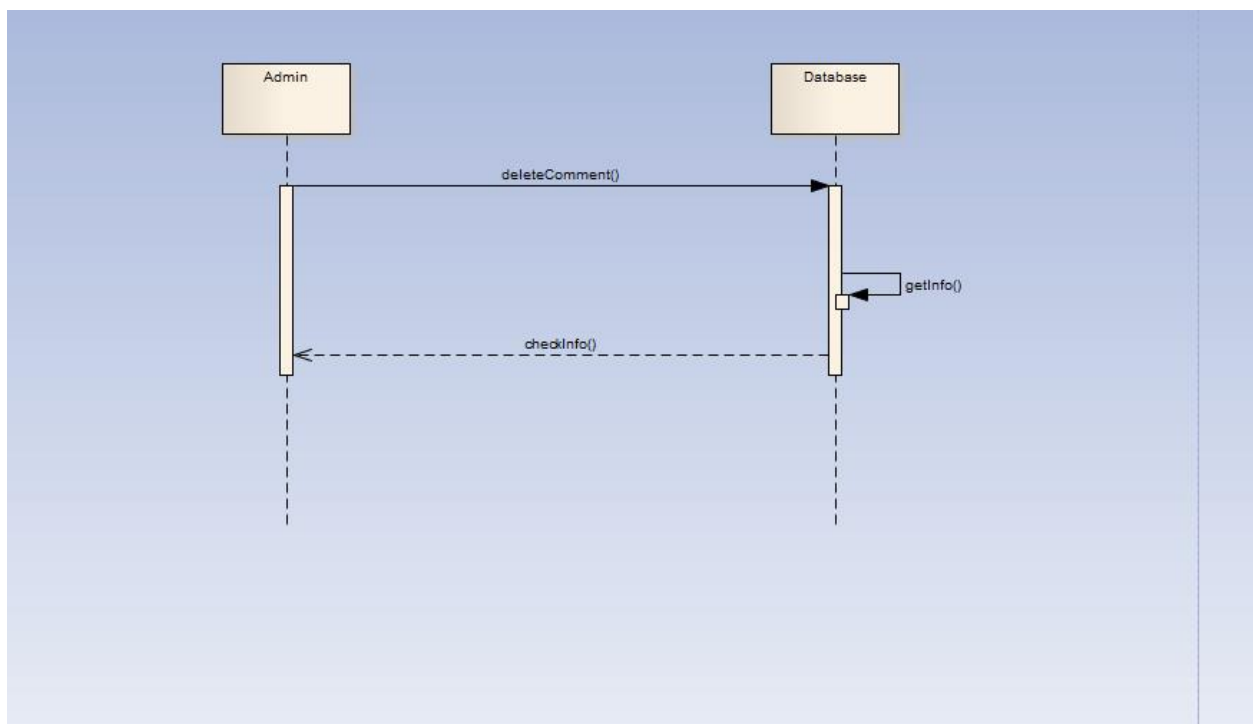 Admin
Database
deleteComment()
getInfo()
checkInfo()